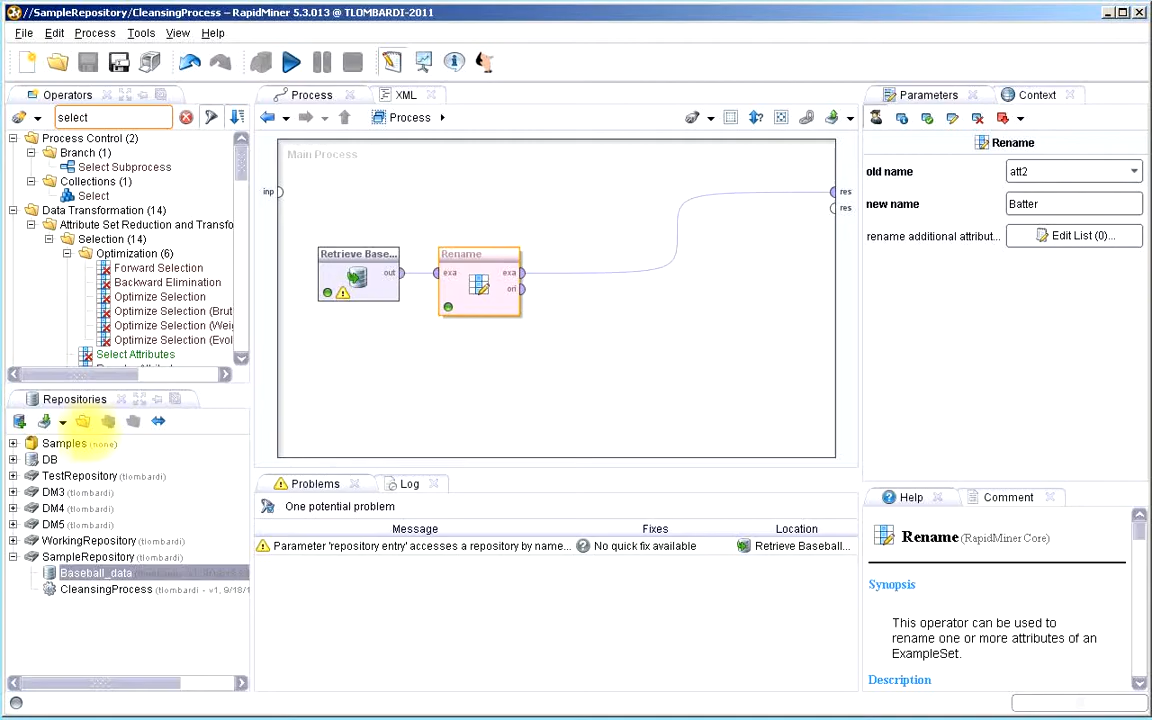 //SampleRepository/CleansingProcess – RapidMiner 5.3.013 @ TLOMBARDI-2011
File Edit Process Tools View Help
Operators
select
Process Control (2)
Branch (1)
Select Subprocess
Collections (1)
Select
Data Transformation (14)
Attribute Set Reduction and Transfo
Selection (14)
Optimization (6)
Forward Selection
Backward Elimination
Optimize Selection
Optimize Selection (Brut
Optimize Selection (Wei
Optimize Selection (Evol
Select Attributes
Repositories
Samples (none)
DB
TestRepository (tlombardi)
DM3 (tlombardi)
DM4 (tlombardi)
DM5 (tlombardi)
WorkingRepository (tlombardi)
SampleRepository (tlombardi)
Baseball_data
CleansingProcess (tlombardi - v1, 9/18/1
Process XML
Process
Main Process
inp
res
res
Retrieve Base...
out
Rename
exa exa
ori
Problems Log
One potential problem
Message Fixes Location
Parameter 'repository entry' accesses a repository by name... No quick fix available Retrieve Baseball...
Parameters Context
Rename
old name att2
new name Batter
rename additional attribut... Edit List (0)...
Help Comment
Rename (RapidMiner Core)
Synopsis
This operator can be used to
rename one or more attributes of an
ExampleSet.
Description